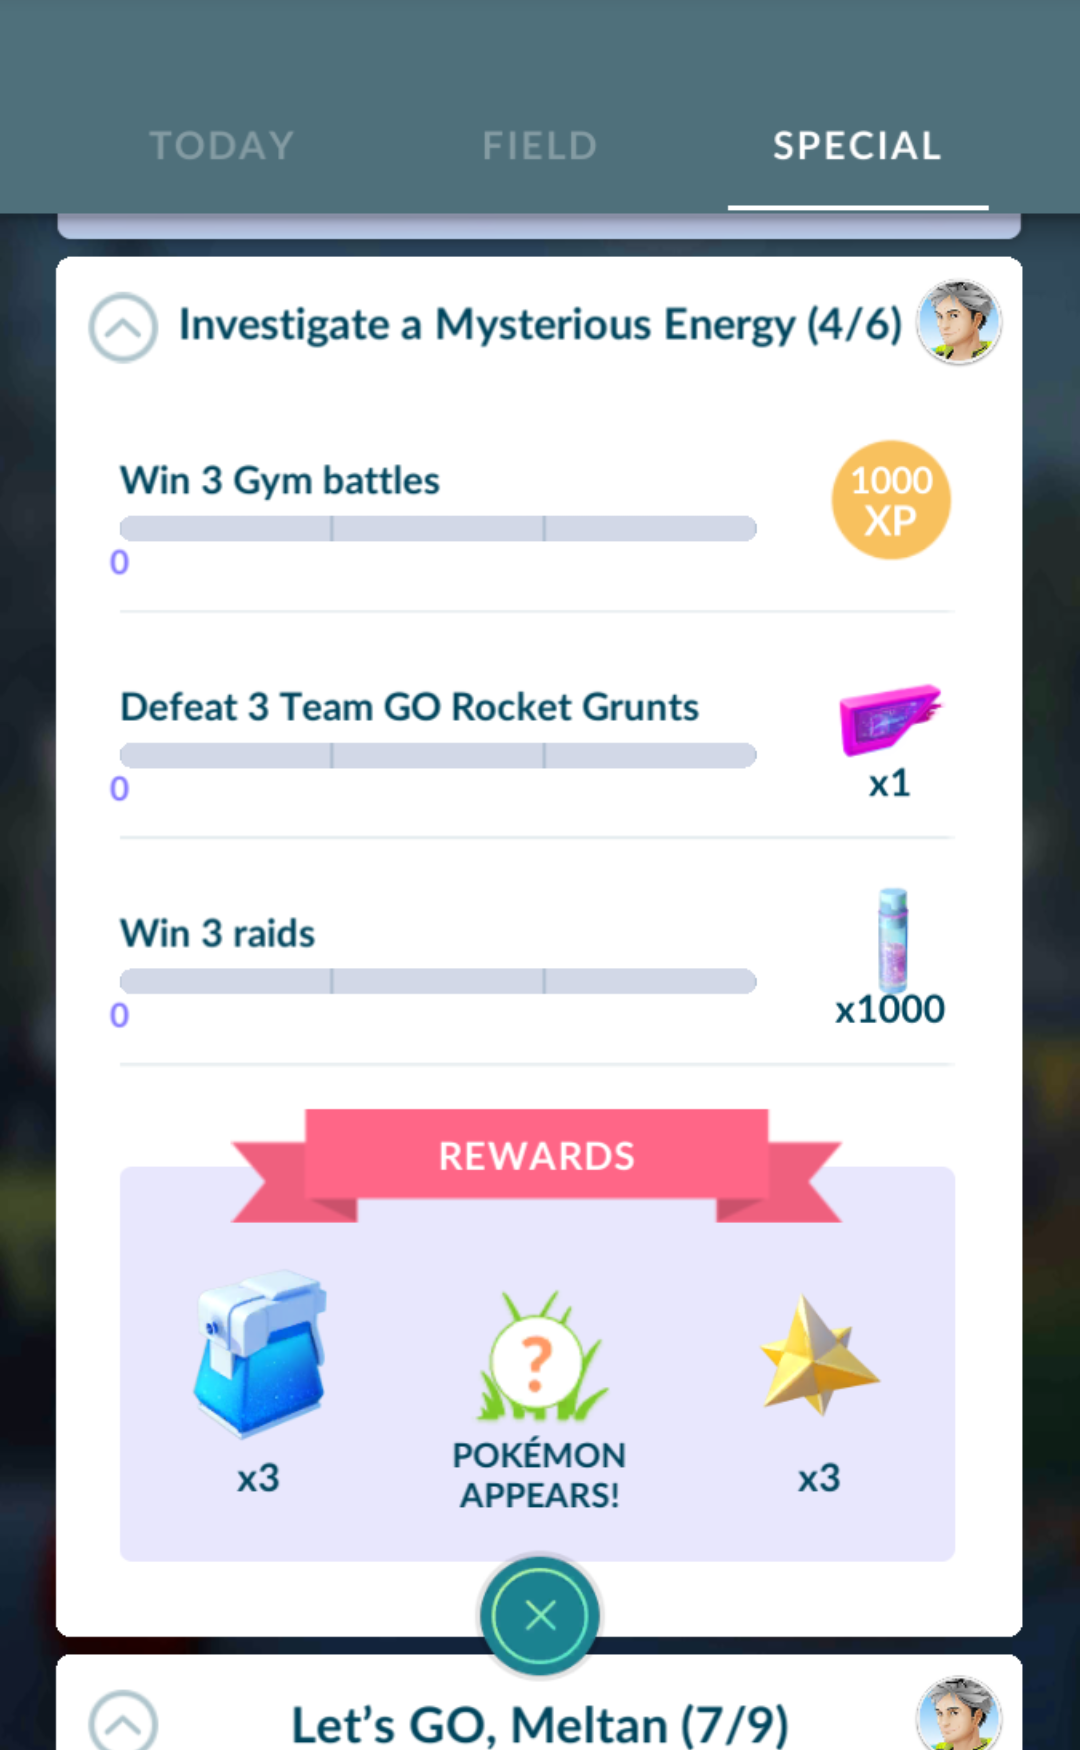 TODAY FIELD SPECIAL
Investigate a Mysterious Energy (4/6)
Win 3 Gym battles
1000
XP
0
Defeat 3 Team GO Rocket Grunts
x1
0
Win 3 raids
x1000
0
REWARDS
?
x3
POKÉMON
APPEARS!
x3
Let’s GO, Meltan (7/9)